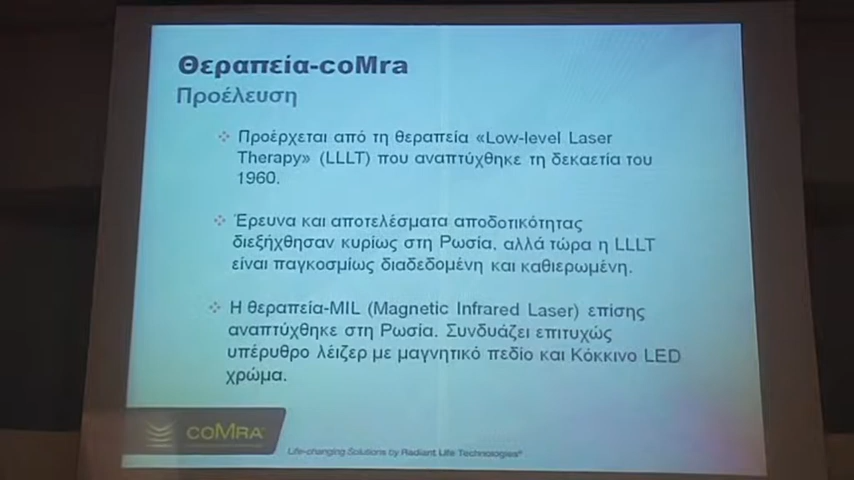 Θεραπεία-coMra
Προέλευση
Προέρχεται από τη θεραπεία «Low-level Laser
Therapy» (LLLT) που αναπτύχθηκε τη δεκαετία του
1960.
Έρευνα και αποτελέσματα αποδοτικότητας
διεξήχθησαν κυρίως στη Ρωσία, αλλά τώρα η LLLT
είναι παγκοσμίως διαδεδομένη και καθιερωμένη.
Η θεραπεία-MIL (Magnetic Infrared Laser) επίσης
αναπτύχθηκε στη Ρωσία. Συνδυάζει επιτυχώς
υπέρυθρο λέιζερ με μαγνητικό πεδίο και Κόκκινο LED
χρώμα.
coMra
Life-changing Solutions by Radiant Life Technologies®